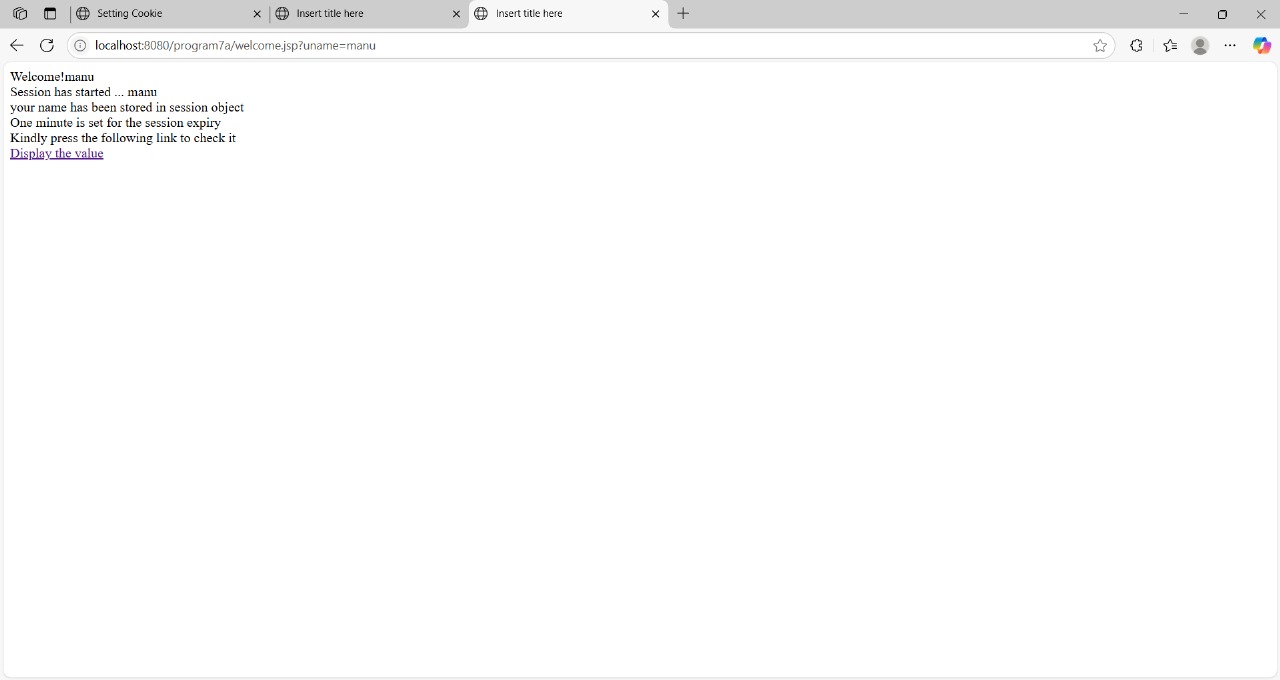 Setting Cookie
Insert title here
Insert title here
localhost:8080/program7a/welcome.jsp?uname=manu
Welcome!manu
Session has started ... manu
your name has been stored in session object
One minute is set for the session expiry
Kindly press the following link to check it
Display the value